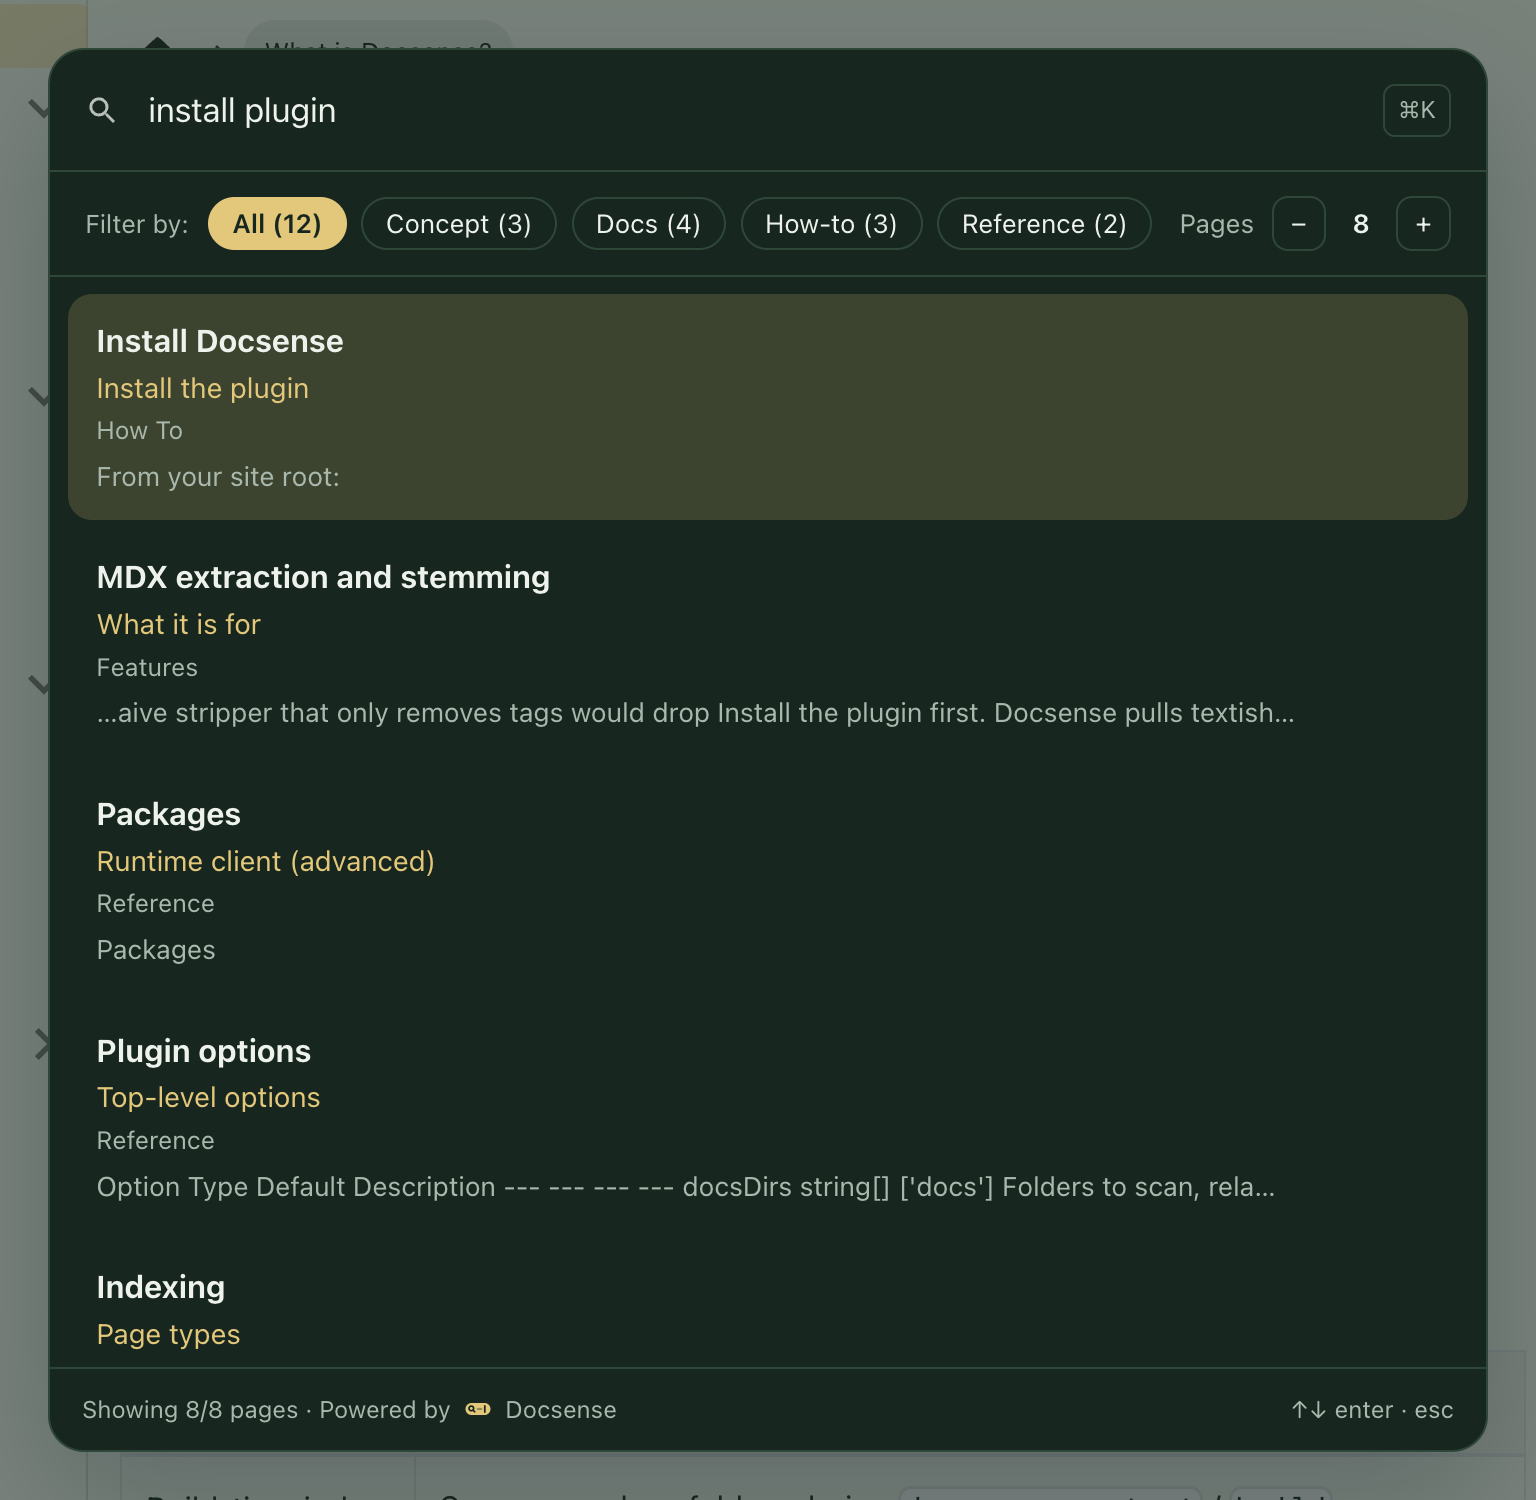 What is Docsense?
install plugin
⌘K
Filter by: All (12) Concept (3) Docs (4) How-to (3) Reference (2) Pages − 8 +
Install Docsense
Install the plugin
How To
From your site root:
MDX extraction and stemming
What it is for
Features
...aive stripper that only removes tags would drop Install the plugin first. Docsense pulls textish...
Packages
Runtime client (advanced)
Reference
Packages
Plugin options
Top-level options
Reference
Option Type Default Description --- --- --- --- docsDirs string[] ['docs'] Folders to scan, rela...
Indexing
Page types
Showing 8/8 pages · Powered by Docsense
↑↓ enter · esc